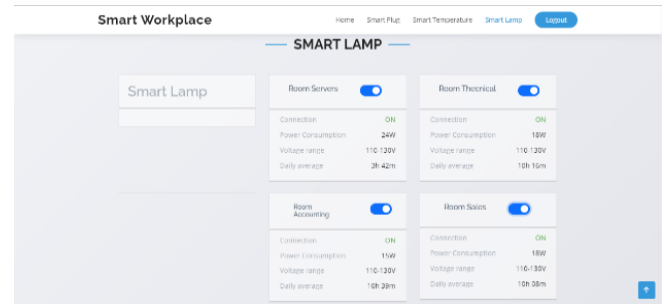 Smart Workplace
Home Smart Plug Smart Temperature Smart Lamp Logout
SMART LAMP
Smart Lamp
Room Servers
Connection ON
Power Consumption 24W
Voltage range 110-130V
Daily average 3h 42m
Room Thecnical
Connection ON
Power Consumption 18W
Voltage range 110-130V
Daily average 10h 16m
Room
Accounting
Connection ON
Power Consumption 15W
Voltage range 110-130V
Daily average 10h 39m
Room Sales
Connection ON
Power Consumption 18W
Voltage range 110-130V
Daily average 10h 08m